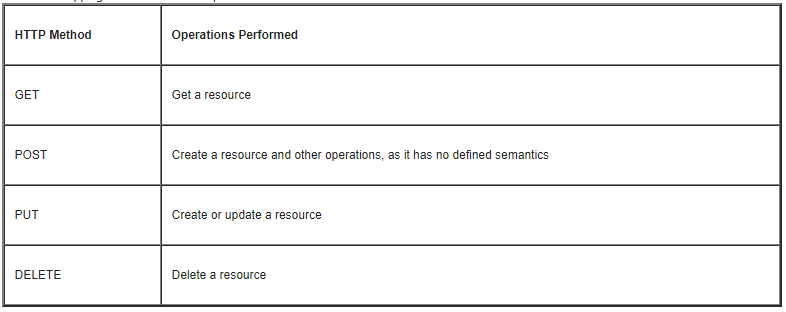 HTTP Method Operations Performed
GET Get a resource
POST Create a resource and other operations, as it has no defined semantics
PUT Create or update a resource
DELETE Delete a resource